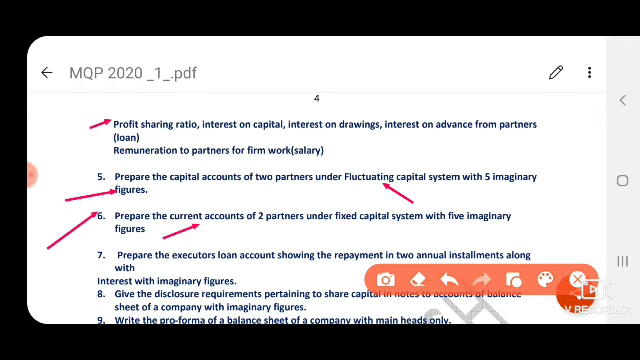 MQP 2020 _1_.pdf
4
Profit sharing ratio, interest on capital, interest on drawings, interest on advance from partners
(loan)
Remuneration to partners for firm work(salary)
5. Prepare the capital accounts of two partners under Fluctuating capital system with 5 imaginary
figures.
6. Prepare the current accounts of 2 partners under fixed capital system with five imaginary
figures
7. Prepare the executors loan account showing the repayment in two annual installments along
with
Interest with imaginary figures.
8. Give the disclosure requirements pertaining to share capital in notes to accounts of balance
sheet of a company with imaginary figures.
9. Write the pro-forma of a balance sheet of a company with main heads only.
V RECORDER